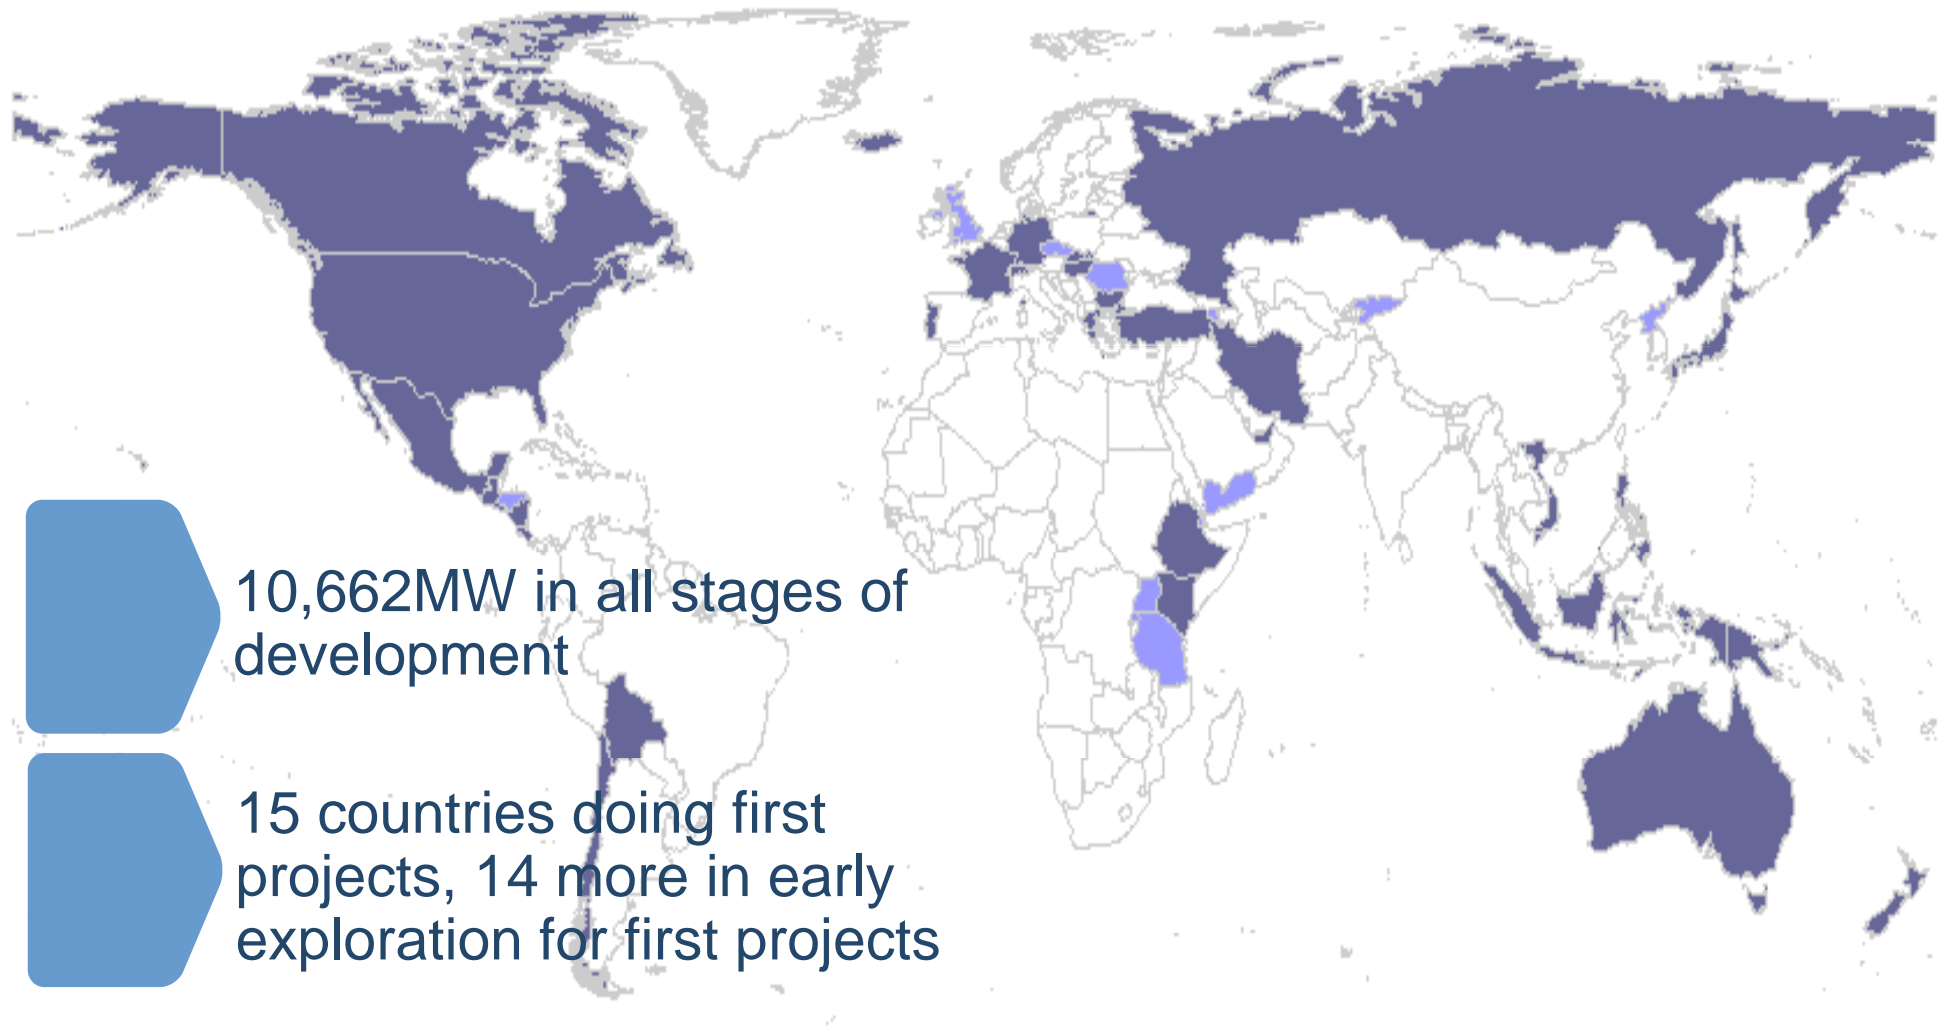 10,662MW in all stages of
development
15 countries doing first
projects, 14 more in early
exploration for first projects